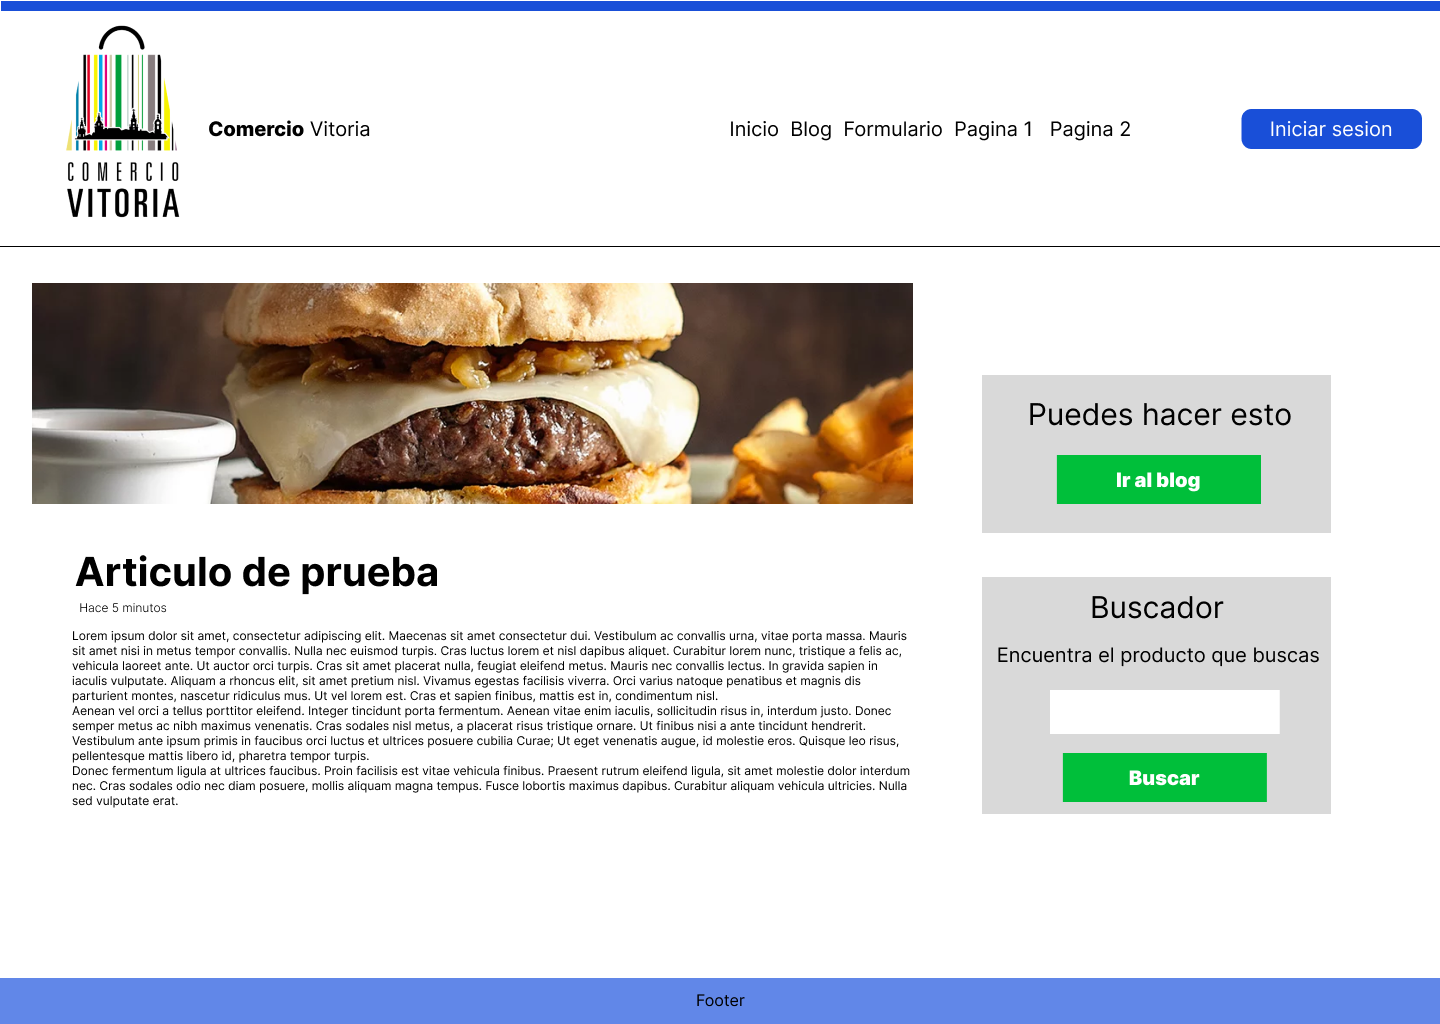 COMERCIO
VITORIA
Comercio Vitoria
Inicio Blog Formulario Pagina 1 Pagina 2
Iniciar sesion
Articulo de prueba
Hace 5 minutos
Lorem ipsum dolor sit amet, consectetur adipiscing elit. Maecenas sit amet consectetur dui. Vestibulum ac convallis urna, vitae porta massa. Mauris
sit amet nisi in metus tempor convallis. Nulla nec euismod turpis. Cras luctus lorem et nisl dapibus aliquet. Curabitur lorem nunc, tristique a felis ac,
vehicula laoreet ante. Ut auctor orci turpis. Cras sit amet placerat nulla, feugiat eleifend metus. Mauris nec convallis lectus. In gravida sapien in
iaculis vulputate. Aliquam a rhoncus elit, sit amet pretium nisl. Vivamus egestas facilisis viverra. Orci varius natoque penatibus et magnis dis
parturient montes, nascetur ridiculus mus. Ut vel lorem est. Cras et sapien finibus, mattis est in, condimentum nisl.
Aenean vel orci a tellus porttitor eleifend. Integer tincidunt porta fermentum. Aenean vitae enim iaculis, sollicitudin risus in, interdum justo. Donec
semper metus ac nibh maximus venenatis. Cras sodales nisl metus, a placerat risus tristique ornare. Ut finibus nisi a ante tincidunt hendrerit.
Vestibulum ante ipsum primis in faucibus orci luctus et ultrices posuere cubilia Curae; Ut eget venenatis augue, id molestie eros. Quisque leo risus,
pellentesque mattis libero id, pharetra tempor turpis.
Donec fermentum ligula at ultrices faucibus. Proin facilisis est vitae vehicula finibus. Praesent rutrum eleifend ligula, sit amet molestie dolor interdum
nec. Cras sodales odio nec diam posuere, mollis aliquam magna tempus. Fusce lobortis maximus dapibus. Curabitur aliquam vehicula ultricies. Nulla
sed vulputate erat.
Puedes hacer esto
Ir al blog
Buscador
Encuentra el producto que buscas
Buscar
Footer